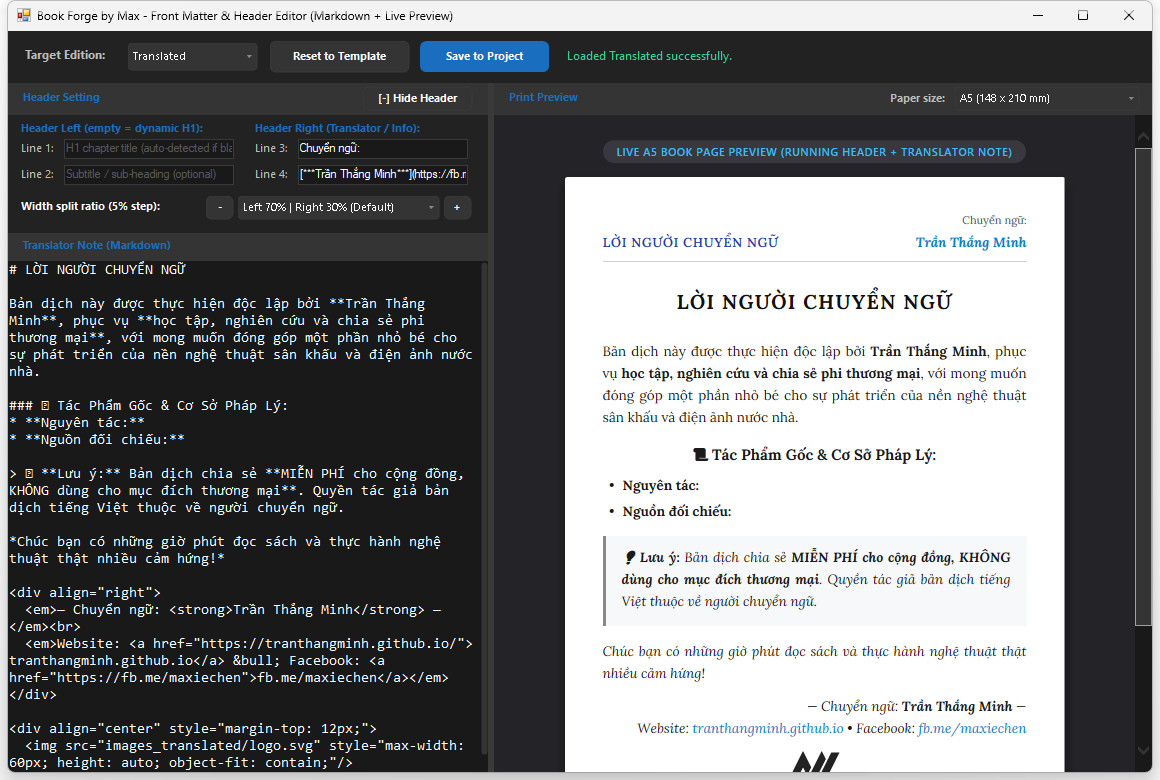 Book Forge by Max - Front Matter & Header Editor (Markdown + Live Preview)
Target Edition:
Translated
Reset to Template
Save to Project
Loaded Translated successfully.
Header Setting
[-] Hide Header
Header Left (empty = dynamic H1):
Header Right (Translator / Info):
Line 1:
H1 chapter title (auto-detected if bla
Line 3:
Chuyển ngữ:
Line 2:
Subtitle / sub-heading (optional)
Line 4:
[***Trần Thắng Minh***](https://fb.r
Width split ratio (5% step):
-
Left 70% | Right 30% (Default)
+
Translator Note (Markdown)
# LỜI NGƯỜI CHUYỂN NGỮ
Bản dịch này được thực hiện độc lập bởi **Trần Thắng
Minh**, phục vụ **học tập, nghiên cứu và chia sẻ phi
thương mại**, với mong muốn đóng góp một phần nhỏ bé cho
sự phát triển của nền nghệ thuật sân khấu và điện ảnh nước
nhà.
### Tác Phẩm Gốc & Cơ Sở Pháp Lý:
* **Nguyên tác:**
* **Nguồn đối chiếu:**
> **Lưu ý:** Bản dịch chia sẻ **MIỄN PHÍ cho cộng đồng,
KHÔNG dùng cho mục đích thương mại**. Quyền tác giả bản
dịch tiếng Việt thuộc về người chuyển ngữ.
*Chúc bạn có những giờ phút đọc sách và thực hành nghệ
thuật thật nhiều cảm hứng!*
<div align="right">
<em>— Chuyển ngữ: <strong>Trần Thắng Minh</strong> —
</em><br>
<em>Website: <a href="https://tranthangminh.github.io/">
tranthangminh.github.io</a> &bull; Facebook: <a
href="https://fb.me/maxiechen">fb.me/maxiechen</a></em>
</div>
<div align="center" style="margin-top: 12px;">
<img src="images_translated/logo.svg" style="max-width:
60px; height: auto; object-fit: contain;"/>
Print Preview
Paper size:
A5 (148 x 210 mm)
LIVE A5 BOOK PAGE PREVIEW (RUNNING HEADER + TRANSLATOR NOTE)
Chuyển ngữ:
LỜI NGƯỜI CHUYỂN NGỮ
Trần Thắng Minh
LỜI NGƯỜI CHUYỂN NGỮ
Bản dịch này được thực hiện độc lập bởi Trần Thắng Minh, phục
vụ học tập, nghiên cứu và chia sẻ phi thương mại, với mong muốn
đóng góp một phần nhỏ bé cho sự phát triển của nền nghệ thuật
sân khấu và điện ảnh nước nhà.
Tác Phẩm Gốc & Cơ Sở Pháp Lý:
• Nguyên tác:
• Nguồn đối chiếu:
Lưu ý: Bản dịch chia sẻ MIỄN PHÍ cho cộng đồng, KHÔNG
dùng cho mục đích thương mại. Quyền tác giả bản dịch tiếng
Việt thuộc về người chuyển ngữ.
Chúc bạn có những giờ phút đọc sách và thực hành nghệ thuật thật
nhiều cảm hứng!
— Chuyển ngữ: Trần Thắng Minh —
Website: tranthangminh.github.io • Facebook: fb.me/maxiechen